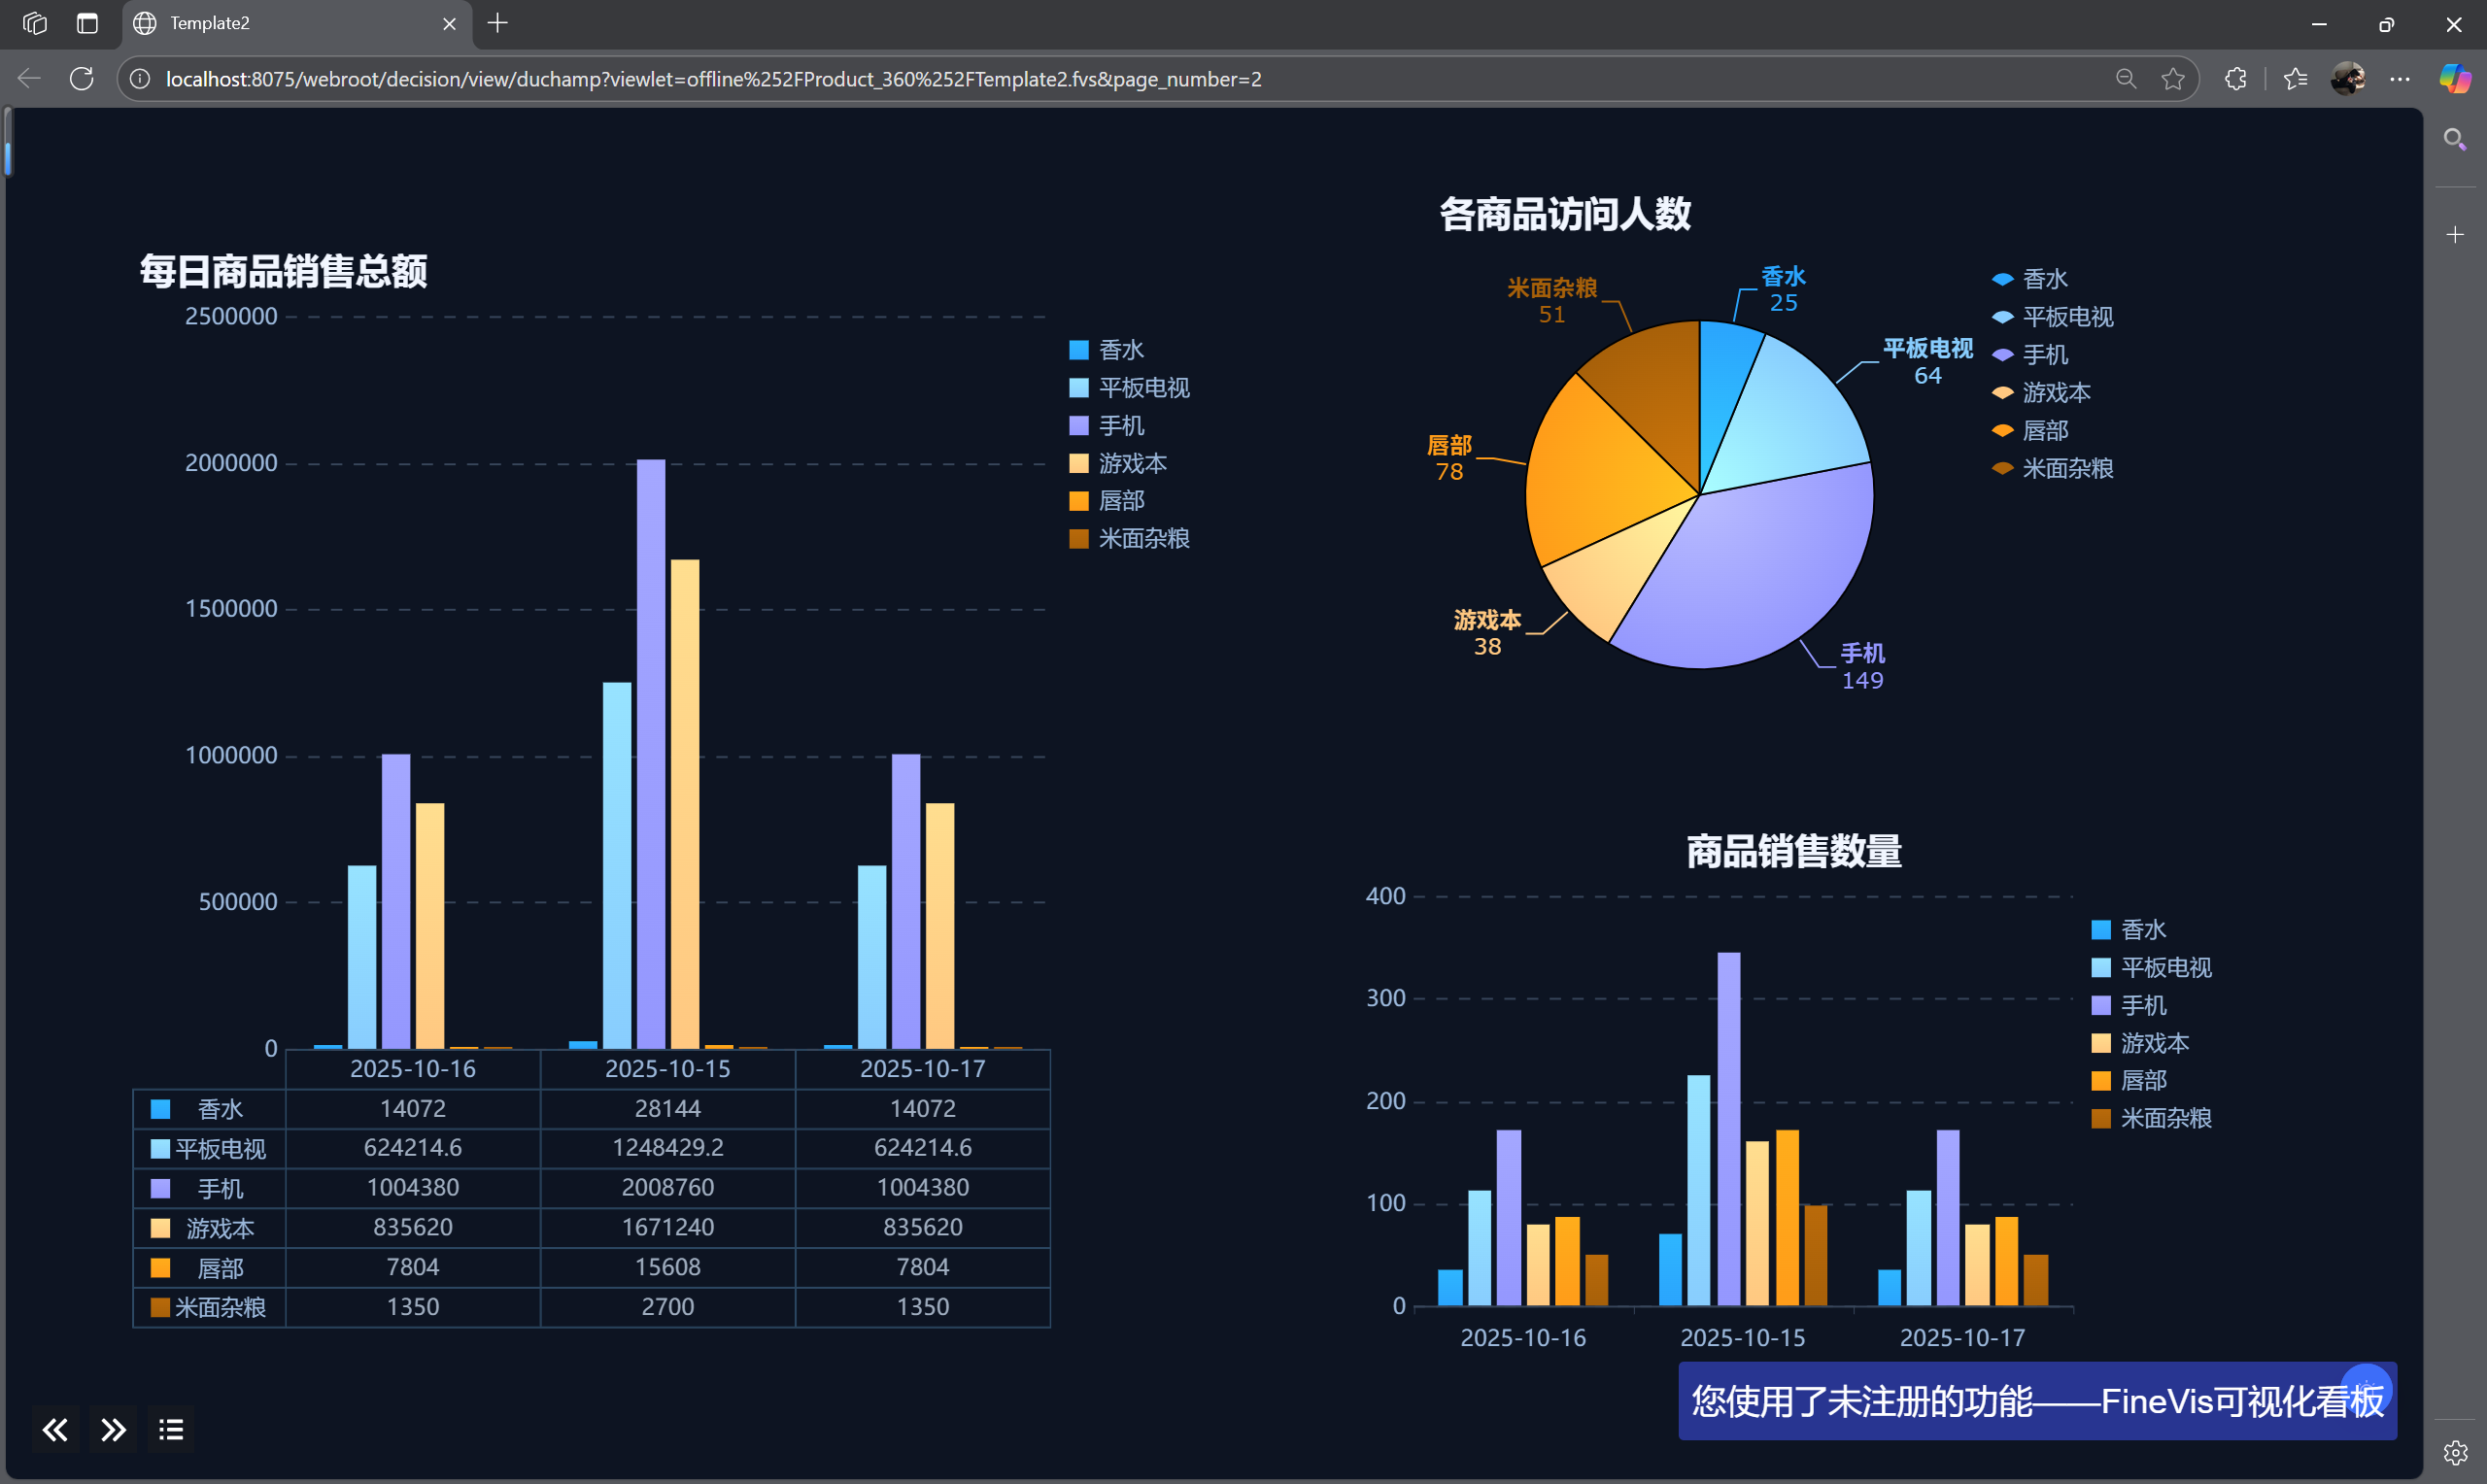 Template2
localhost:8075/webroot/decision/view/duchamp?viewlet=offline%252FProduct_360%252FTemplate2.fvs&page_number=2
每日商品销售总额
2500000
2000000
1500000
1000000
500000
0
香水
平板电视
手机
游戏本
唇部
米面杂粮
2025-10-16 2025-10-15 2025-10-17
香水 14072 28144 14072
平板电视 624214.6 1248429.2 624214.6
手机 1004380 2008760 1004380
游戏本 835620 1671240 835620
唇部 7804 15608 7804
米面杂粮 1350 2700 1350
各商品访问人数
香水
25
平板电视
64
手机
149
游戏本
38
唇部
78
米面杂粮
51
香水
平板电视
手机
游戏本
唇部
米面杂粮
商品销售数量
400
300
200
100
0
2025-10-16 2025-10-15 2025-10-17
香水
平板电视
手机
游戏本
唇部
米面杂粮
您使用了未注册的功能——FineVis可视化看板